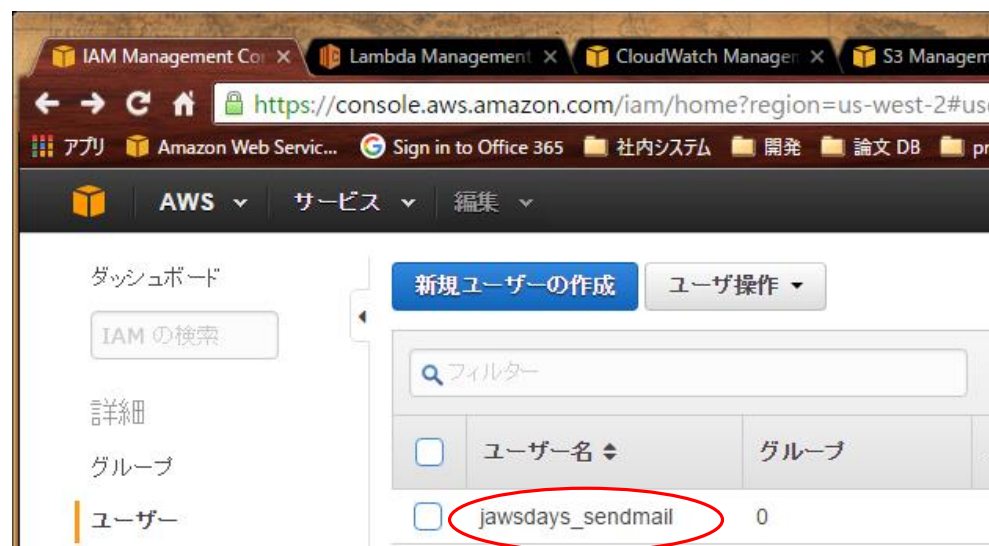 IAM Management Co
Lambda Management
CloudWatch Manage
S3 Managem
https://console.aws.amazon.com/iam/home?region=us-west-2#us
アプリ
Amazon Web Servic...
Sign in to Office 365
社内システム
開発
論文 DB
pr
AWS
サービス
編集
ダッシュボード
新規ユーザーの作成
ユーザ操作
IAM の検索
フィルター
詳細
ユーザー名
グループ
グループ
ユーザー
jawsdays_sendmail
0